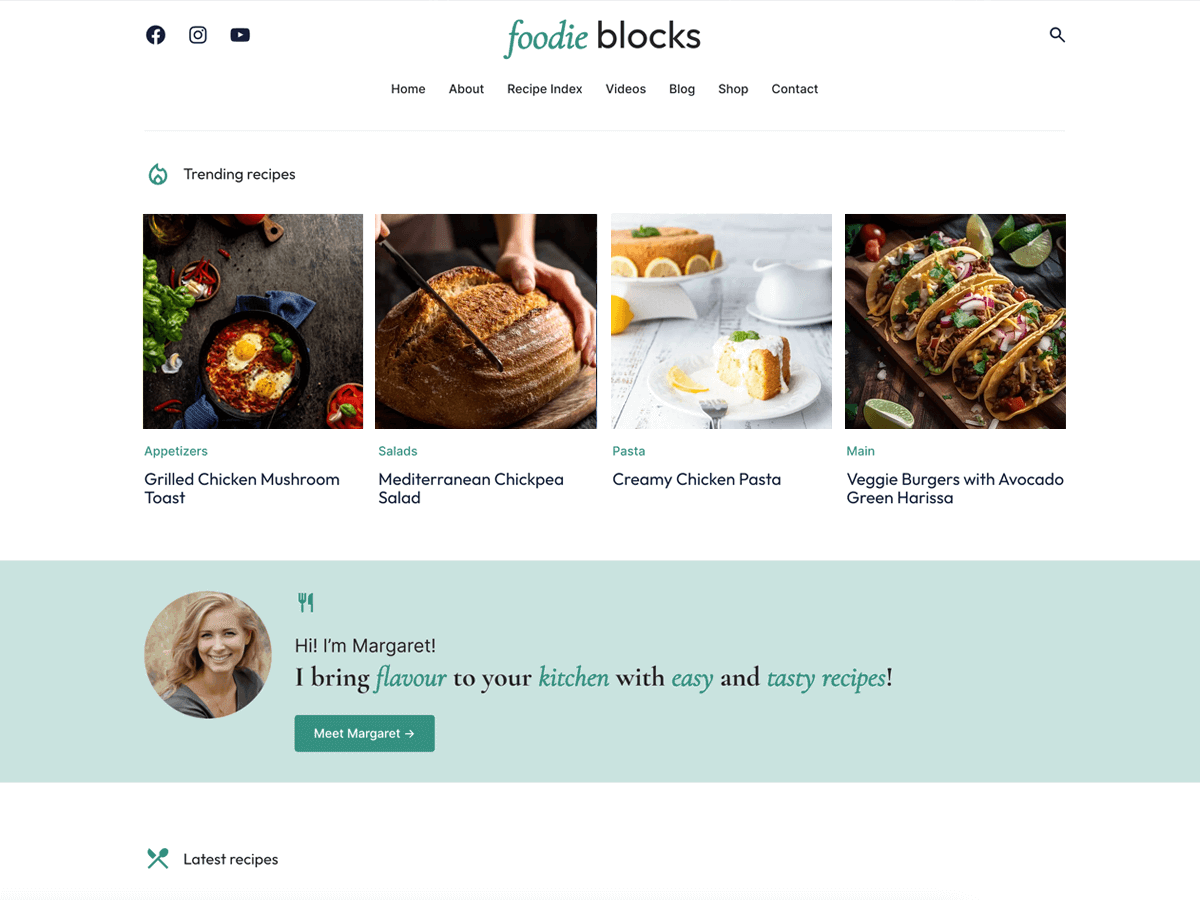 foodie blocks
Home About Recipe Index Videos Blog Shop Contact
Trending recipes
Appetizers
Grilled Chicken Mushroom
Toast
Salads
Mediterranean Chickpea
Salad
Pasta
Creamy Chicken Pasta
Main
Veggie Burgers with Avocado
Green Harissa
Hi! I’m Margaret!
I bring flavour to your kitchen with easy and tasty recipes!
Meet Margaret →
Latest recipes